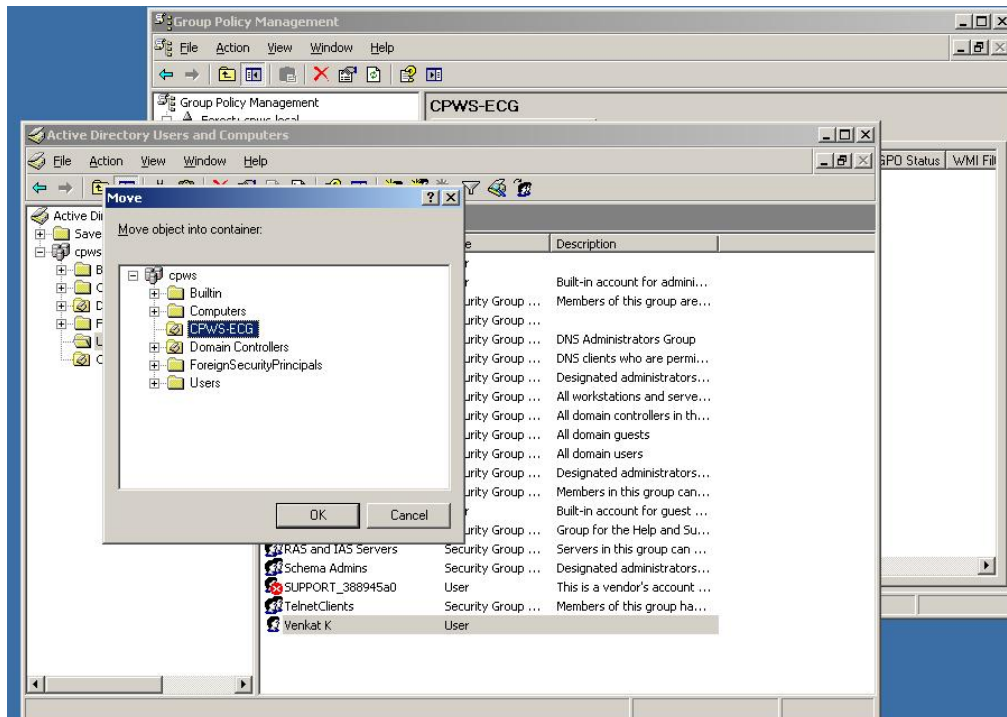 Group Policy Management
File Action View Window Help
Group Policy Management
Forest: cpws.local
CPWS-ECG
Active Directory Users and Computers
File Action View Window Help
GPO Status WMI Fil
Move
Move object into container:
cpws
Builtin
Computers
CPWS-ECG
Domain Controllers
ForeignSecurityPrincipals
Users
OK Cancel
Active Di
Save
cpws
B
C
D
F
L
C
e Description
r
r Built-in account for admini...
urity Group ... Members of this group are...
urity Group ...
urity Group ... DNS Administrators Group
urity Group ... DNS clients who are permi...
urity Group ... Designated administrators...
urity Group ... All workstations and serve...
urity Group ... All domain controllers in th...
urity Group ... All domain guests
urity Group ... All domain users
urity Group ... Designated administrators...
urity Group ... Members in this group can...
r Built-in account for guest ...
urity Group ... Group for the Help and Su...
RAS and IAS Servers Security Group ... Servers in this group can ...
Schema Admins Security Group ... Designated administrators...
SUPPORT_388945a0 User This is a vendor's account ...
TelnetClients Security Group ... Members of this group ha...
Venkat K User